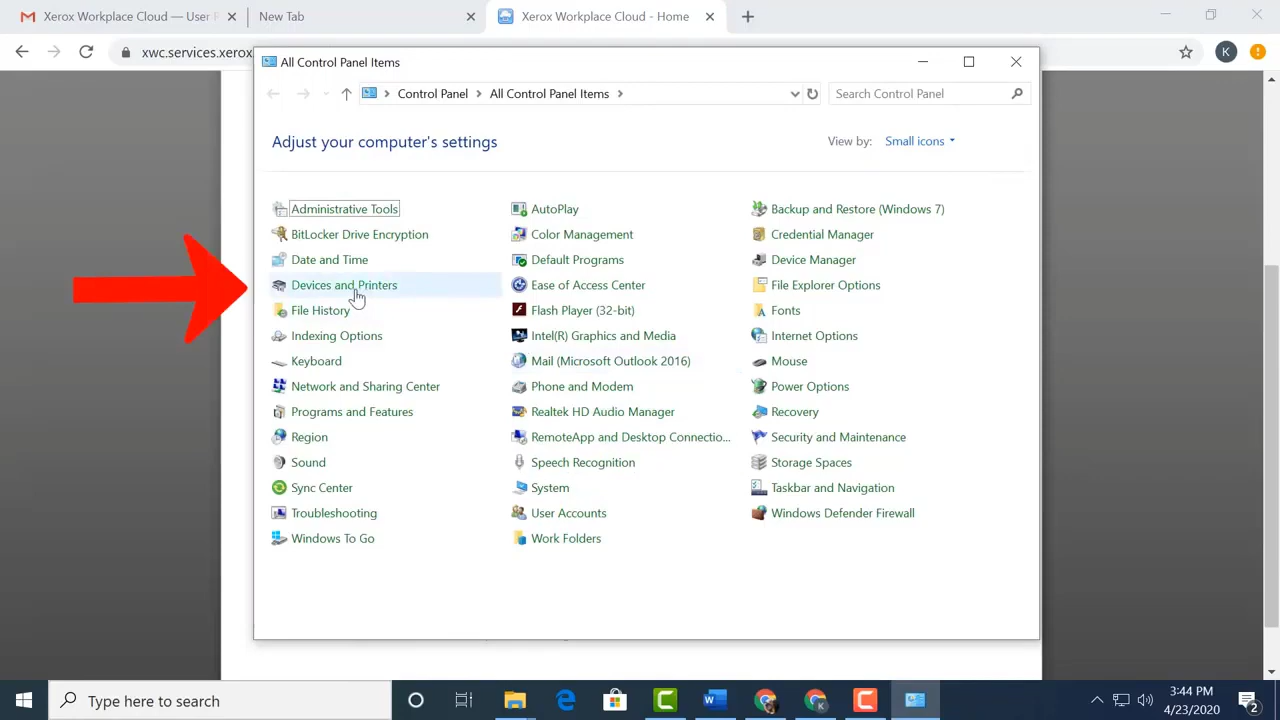 Xerox Workplace Cloud — User F
New Tab
Xerox Workplace Cloud - Home
xwc.services.xerox
K
All Control Panel Items
Control Panel > All Control Panel Items >
Search Control Panel
Adjust your computer's settings
View by: Small icons
Administrative Tools
BitLocker Drive Encryption
Date and Time
Devices and Printers
File History
Indexing Options
Keyboard
Network and Sharing Center
Programs and Features
Region
Sound
Sync Center
Troubleshooting
Windows To Go
AutoPlay
Color Management
Default Programs
Ease of Access Center
Flash Player (32-bit)
Intel(R) Graphics and Media
Mail (Microsoft Outlook 2016)
Phone and Modem
Realtek HD Audio Manager
RemoteApp and Desktop Connectio...
Speech Recognition
System
User Accounts
Work Folders
Backup and Restore (Windows 7)
Credential Manager
Device Manager
File Explorer Options
Fonts
Internet Options
Mouse
Power Options
Recovery
Security and Maintenance
Storage Spaces
Taskbar and Navigation
Windows Defender Firewall
Type here to search
3:44 PM
4/23/2020
2